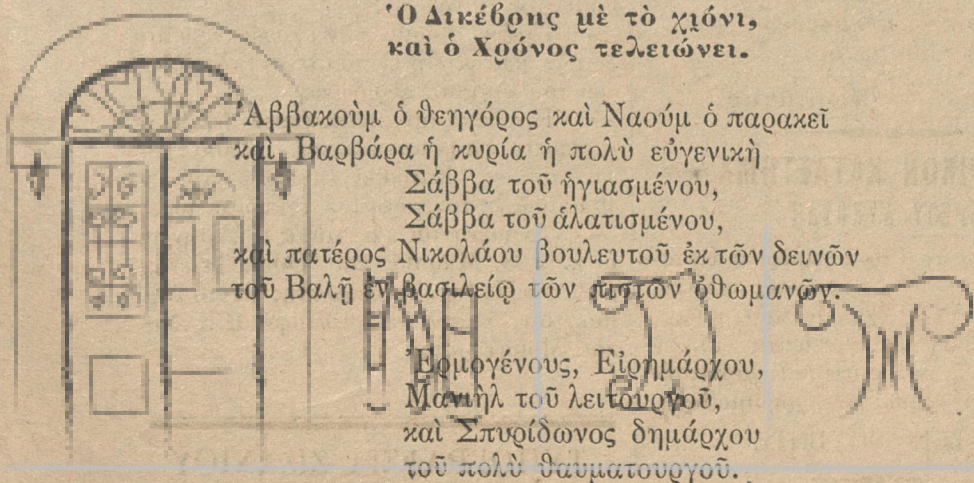 Ὁ Δικέβρης μὲ τὸ χιόνι,
καὶ ὁ Χρόνος τελειώνει.
Ἀββακοὺμ ὁ θεηγόρος καὶ Ναοὺμ ὁ παρακεῖ
καὶ Βαρβάρα ἡ κυρία ἡ πολὺ εὐγενικὴ
Σάββα τοῦ ἡγιασμένου,
Σάββα τοῦ ἁλατισμένου,
καὶ πατέρος Νικολάου βουλευτοῦ ἐκ τῶν δεινῶν
τοῦ Βαλῆ ἐν βασιλείῳ τῶν πιστῶν ὀθωμανῶν.
Ἑρμογένους, Εἰρημάρχου,
Μανιὴλ τοῦ λειτουργοῦ,
καὶ Σπυρίδωνος δημάρχου
τοῦ πολὺ θαυματουργοῦ.